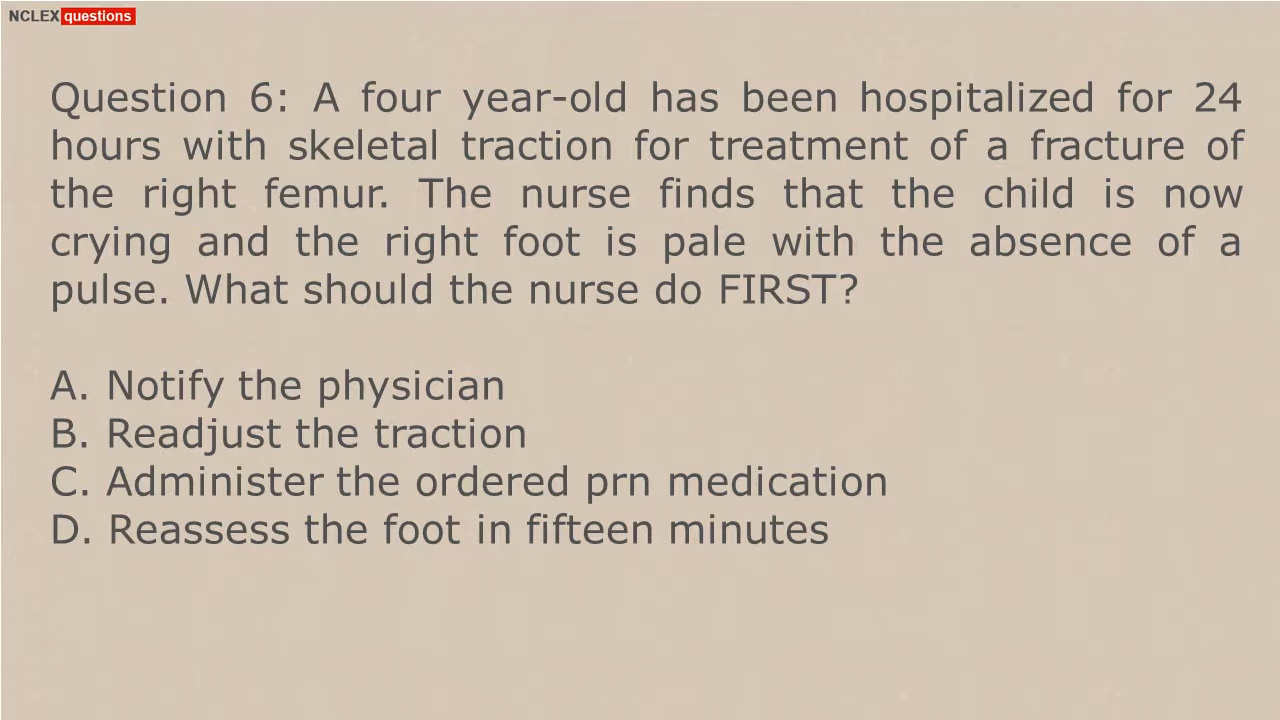 NCLEX questions
Question 6: A four year-old has been hospitalized for 24
hours with skeletal traction for treatment of a fracture of
the right femur. The nurse finds that the child is now
crying and the right foot is pale with the absence of a
pulse. What should the nurse do FIRST?
A. Notify the physician
B. Readjust the traction
C. Administer the ordered prn medication
D. Reassess the foot in fifteen minutes